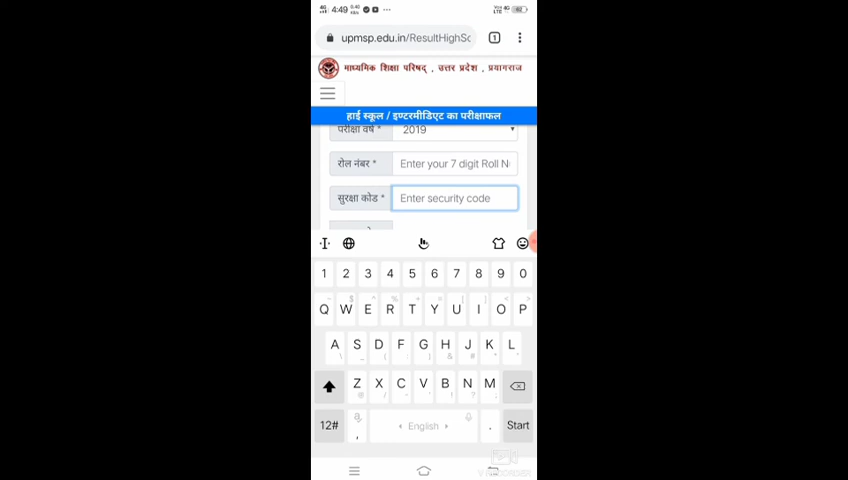 4:49
upmsp.edu.in/ResultHighSc
1
माध्यमिक शिक्षा परिषद् , उत्तर प्रदेश , प्रयागराज
हाई स्कूल / इण्टरमीडिएट का परीक्षाफल
परीक्षा वर्ष * 2019
रोल नंबर * Enter your 7 digit Roll N
सुरक्षा कोड * Enter security code
1 2 3 4 5 6 7 8 9 0
Q W E R T Y U I O P
A S D F G H J K L
Z X C V B N M
12# , English . Start